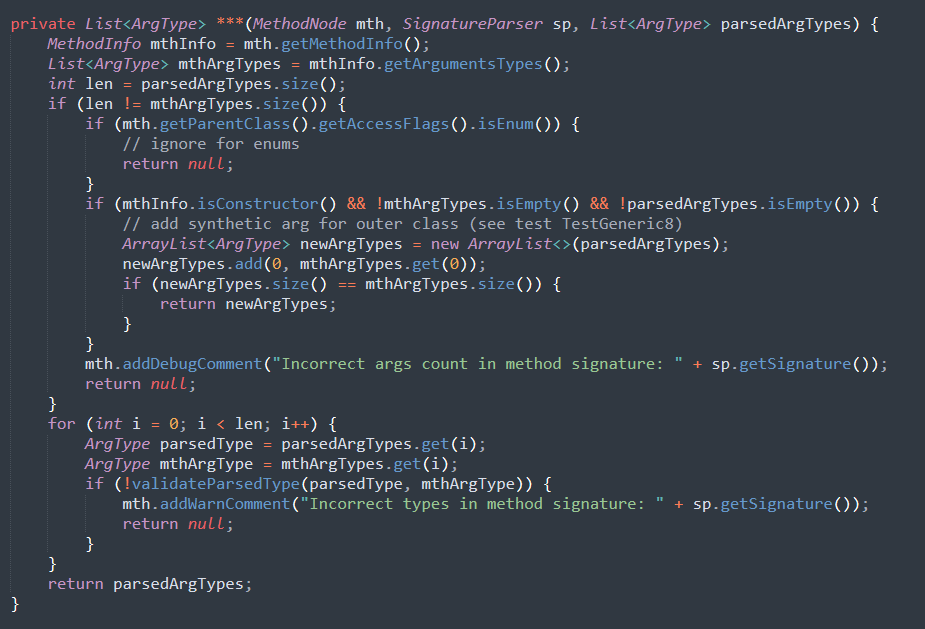 private List<ArgType> ***(MethodNode mth, SignatureParser sp, List<ArgType> parsedArgTypes) {
    MethodInfo mthInfo = mth.getMethodInfo();
    List<ArgType> mthArgTypes = mthInfo.getArgumentsTypes();
    int len = parsedArgTypes.size();
    if (len != mthArgTypes.size()) {
        if (mth.getParentClass().getAccessFlags().isEnum()) {
            // ignore for enums
            return null;
        }
        if (mthInfo.isConstructor() && !mthArgTypes.isEmpty() && !parsedArgTypes.isEmpty()) {
            // add synthetic arg for outer class (see test TestGeneric8)
            ArrayList<ArgType> newArgTypes = new ArrayList<>(parsedArgTypes);
            newArgTypes.add(0, mthArgTypes.get(0));
            if (newArgTypes.size() == mthArgTypes.size()) {
                return newArgTypes;
            }
        }
        mth.addDebugComment("Incorrect args count in method signature: " + sp.getSignature());
        return null;
    }
    for (int i = 0; i < len; i++) {
        ArgType parsedType = parsedArgTypes.get(i);
        ArgType mthArgType = mthArgTypes.get(i);
        if (!validateParsedType(parsedType, mthArgType)) {
            mth.addWarnComment("Incorrect types in method signature: " + sp.getSignature());
            return null;
        }
    }
    return parsedArgTypes;
}